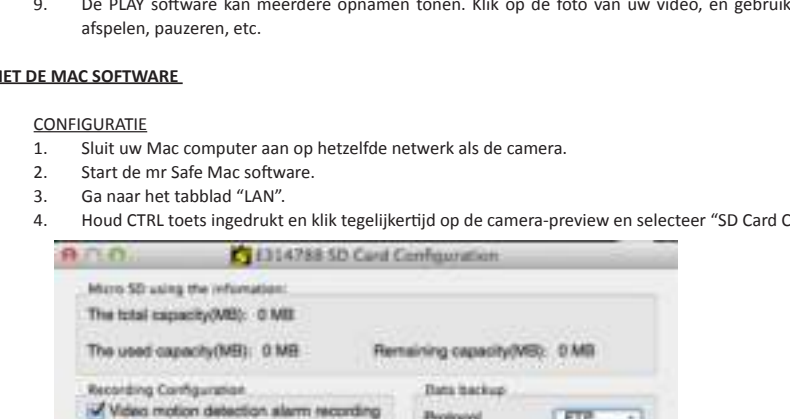 9. De PLAY software kan meerdere opnamen tonen. Klik op de foto van uw video, en gebruik
afspelen, pauzeren, etc.
MET DE MAC SOFTWARE
CONFIGURATIE
1. Sluit uw Mac computer aan op hetzelfde netwerk als de camera.
2. Start de mr Safe Mac software.
3. Ga naar het tabblad “LAN”.
4. Houd CTRL toets ingedrukt en klik tegelijkertijd op de camera-preview en selecteer “SD Card C
E314788 SD Card Configuration
Micro SD using the infomation:
The total capacity(MB): 0 MB
The used capacity(MB): 0 MB Remaining capacity(MB): 0 MB
Recording Configuration Data backup
Video motion detection alarm recording
Protocol FTP